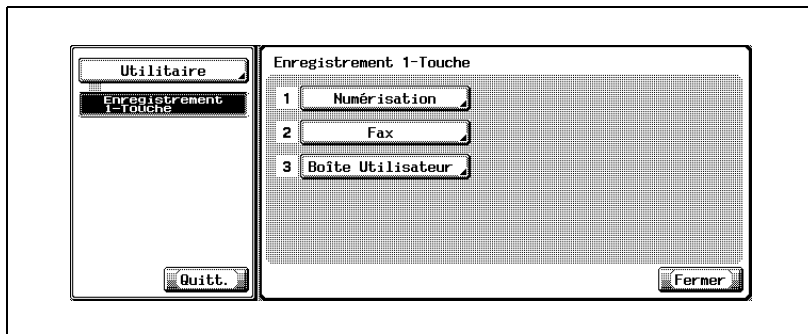 Utilitaire
Enregistrement
1-Touche
Quitt.
Enregistrement 1-Touche
1 Numérisation
2 Fax
3 Boîte Utilisateur
Fermer